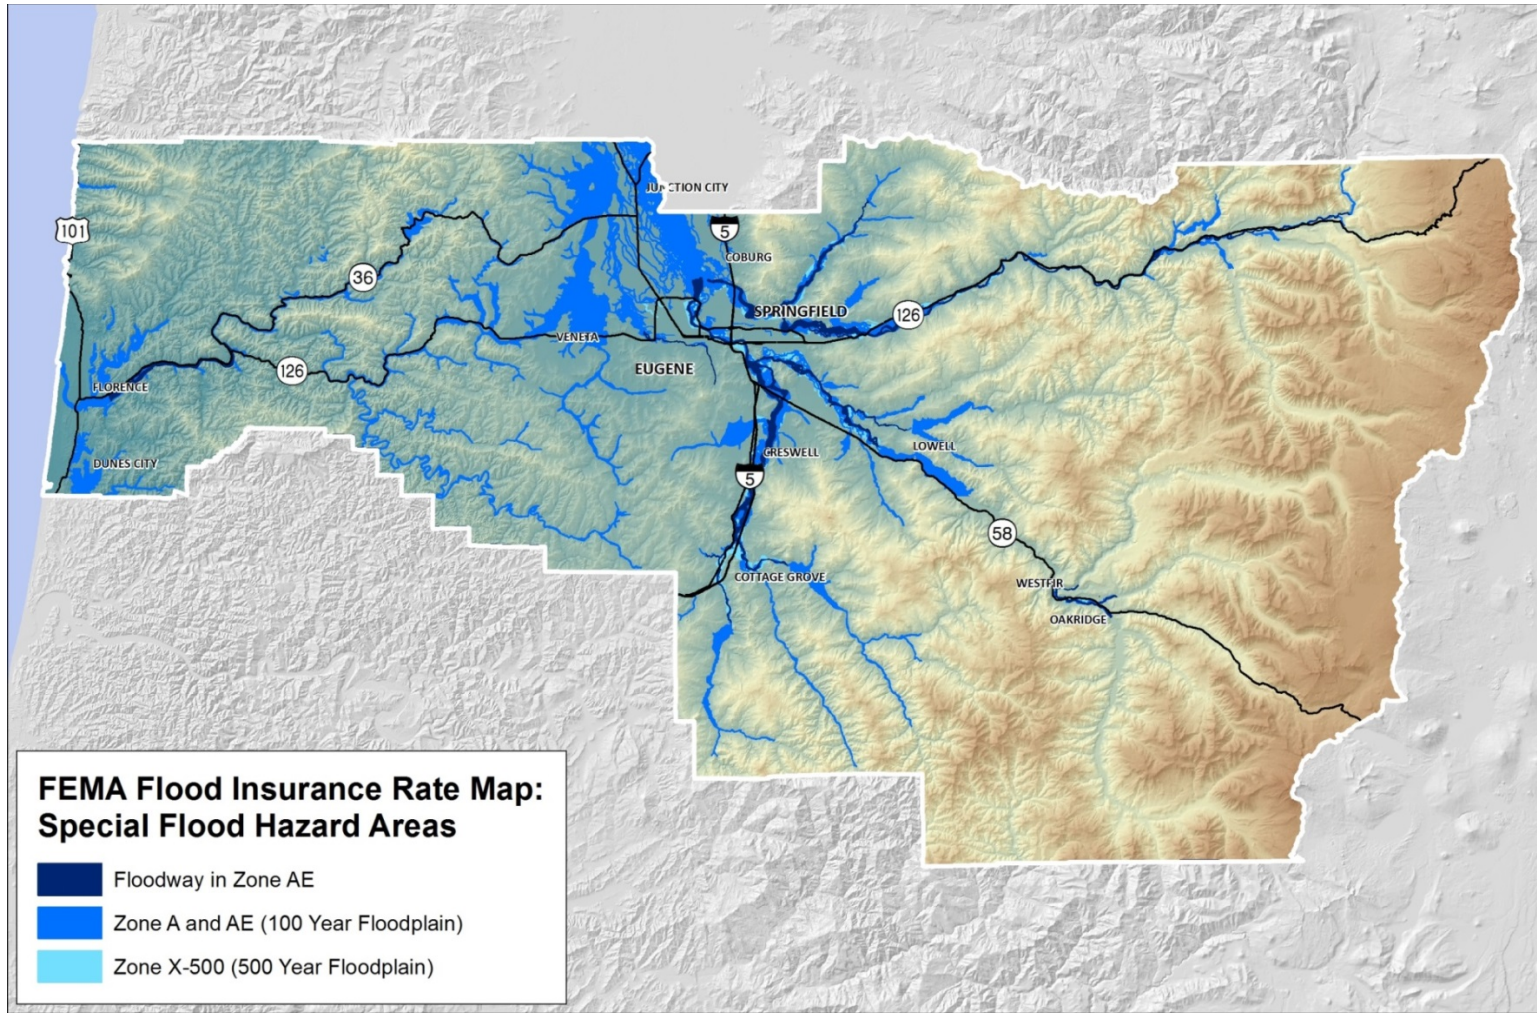 JUNCTION CITY
101
5
COBURG
36
SPRINGFIELD
126
VENETA
EUGENE
126
FLORENCE
LOWELL
CRESWELL
DUNES CITY
5
58
COTTAGE GROVE
WESTFIR
OAKRIDGE
FEMA Flood Insurance Rate Map:
Special Flood Hazard Areas
Floodway in Zone AE
Zone A and AE (100 Year Floodplain)
Zone X-500 (500 Year Floodplain)